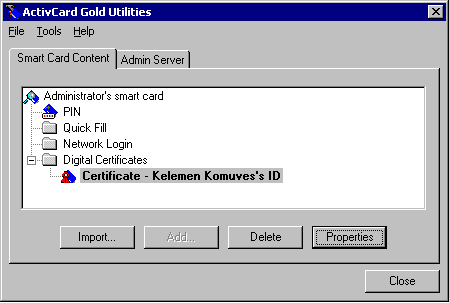 ActivCard Gold Utilities
File Tools Help
Smart Card Content Admin Server
Administrator's smart card
PIN
Quick Fill
Network Login
Digital Certificates
Certificate - Kelemen Komuves's ID
Import... Add... Delete Properties
Close